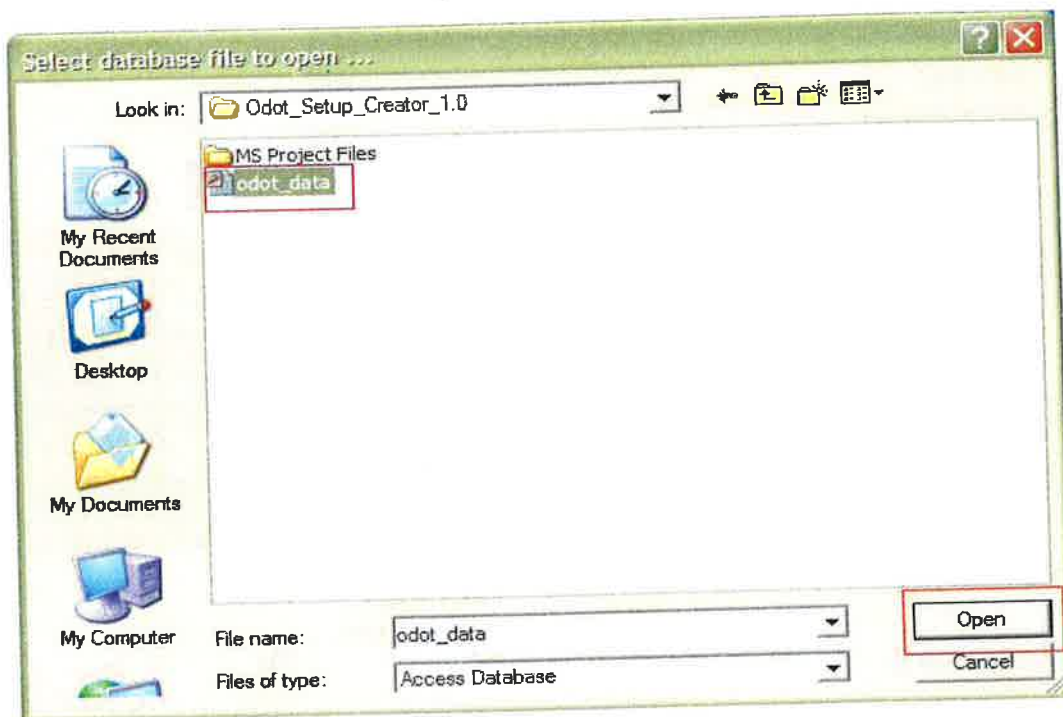 Select database file to open ...
Look in: Odot_Setup_Creator_1.0
MS Project Files
odot_data
My Recent
Documents
Desktop
My Documents
My Computer
File name: odot_data
Open
Files of type: Access Database
Cancel